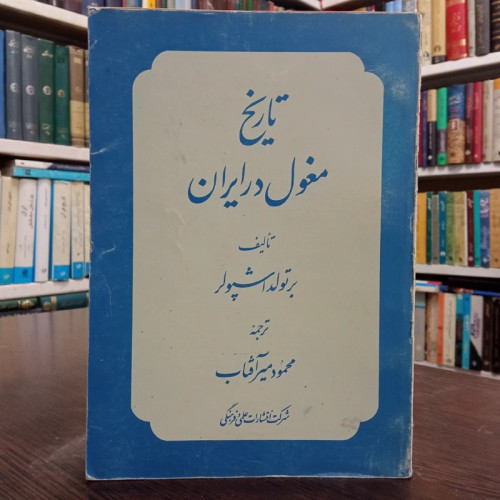 تاریخ
مغول در ایران
تألیف
برتولد اشپولر
ترجمهٔ
محمود میرآفتاب
شرکت انتشارات علمی و فرهنگی